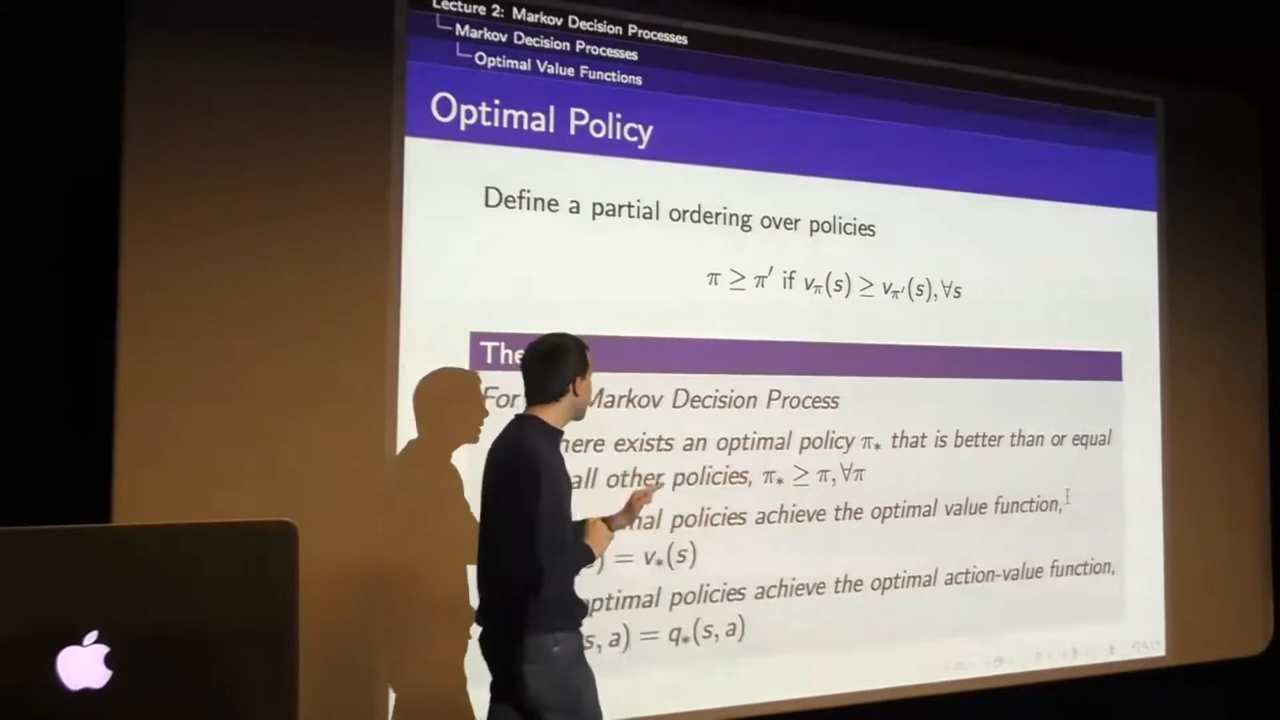 Lecture 2: Markov Decision Processes
Markov Decision Processes
Optimal Value Functions
Optimal Policy
Define a partial ordering over policies
π ≥ π′ if vπ(s) ≥ vπ′(s), ∀s
The
For Markov Decision Process
here exists an optimal policy π* that is better than or equal
all other policies, π* ≥ π, ∀π
nal policies achieve the optimal value function,
) = v*(s)
optimal policies achieve the optimal action-value function,
s, a) = q*(s, a)